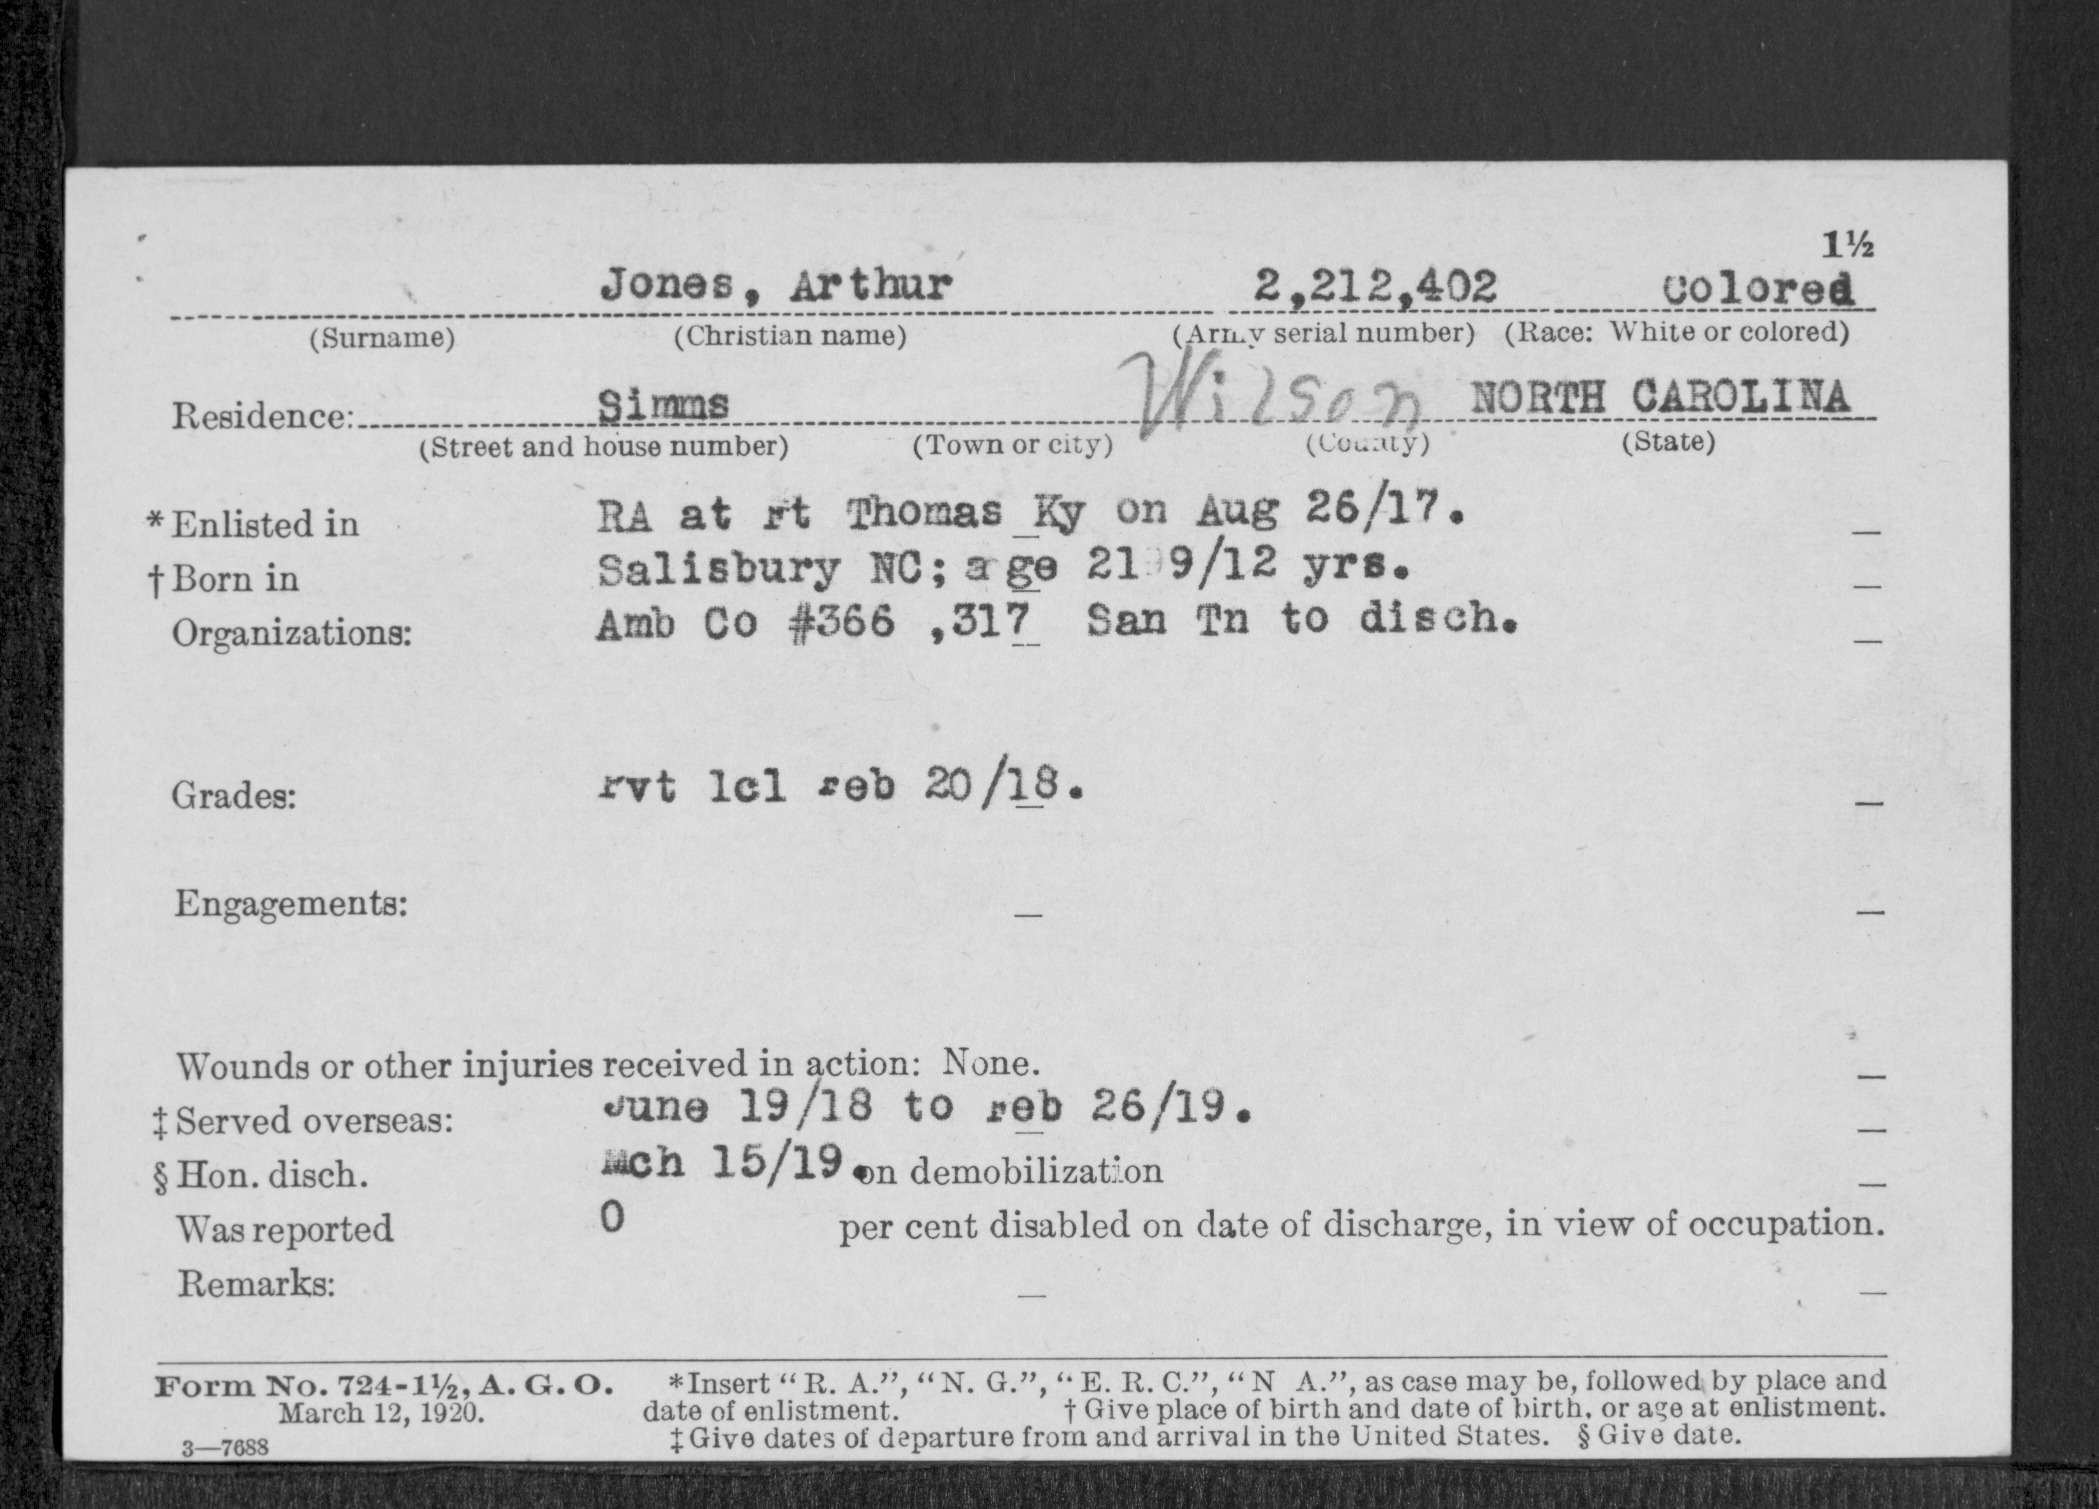 1½
Jones, Arthur 2,212,402 Colored
(Surname) (Christian name) (Army serial number) (Race: White or colored)
Residence: Simms Wilson NORTH CAROLINA
(Street and house number) (Town or city) (County) (State)
*Enlisted in RA at Ft Thomas Ky on Aug 26/17.
†Born in Salisbury NC; age 21 9/12 yrs.
Organizations: Amb Co #366 ,317 San Tn to disch.
Grades: Pvt 1cl Feb 20/18.
Engagements: —
Wounds or other injuries received in action: None.
‡Served overseas: June 19/18 to Feb 26/19.
§Hon. disch. Mch 15/19. on demobilization
Was reported 0 per cent disabled on date of discharge, in view of occupation.
Remarks: —
Form No. 724-1½, A. G. O. *Insert “R. A.”, “N. G.”, “E. R. C.”, “N A.”, as case may be, followed by place and
March 12, 1920. date of enlistment. †Give place of birth and date of birth, or age at enlistment.
3—7688 ‡Give dates of departure from and arrival in the United States. §Give date.